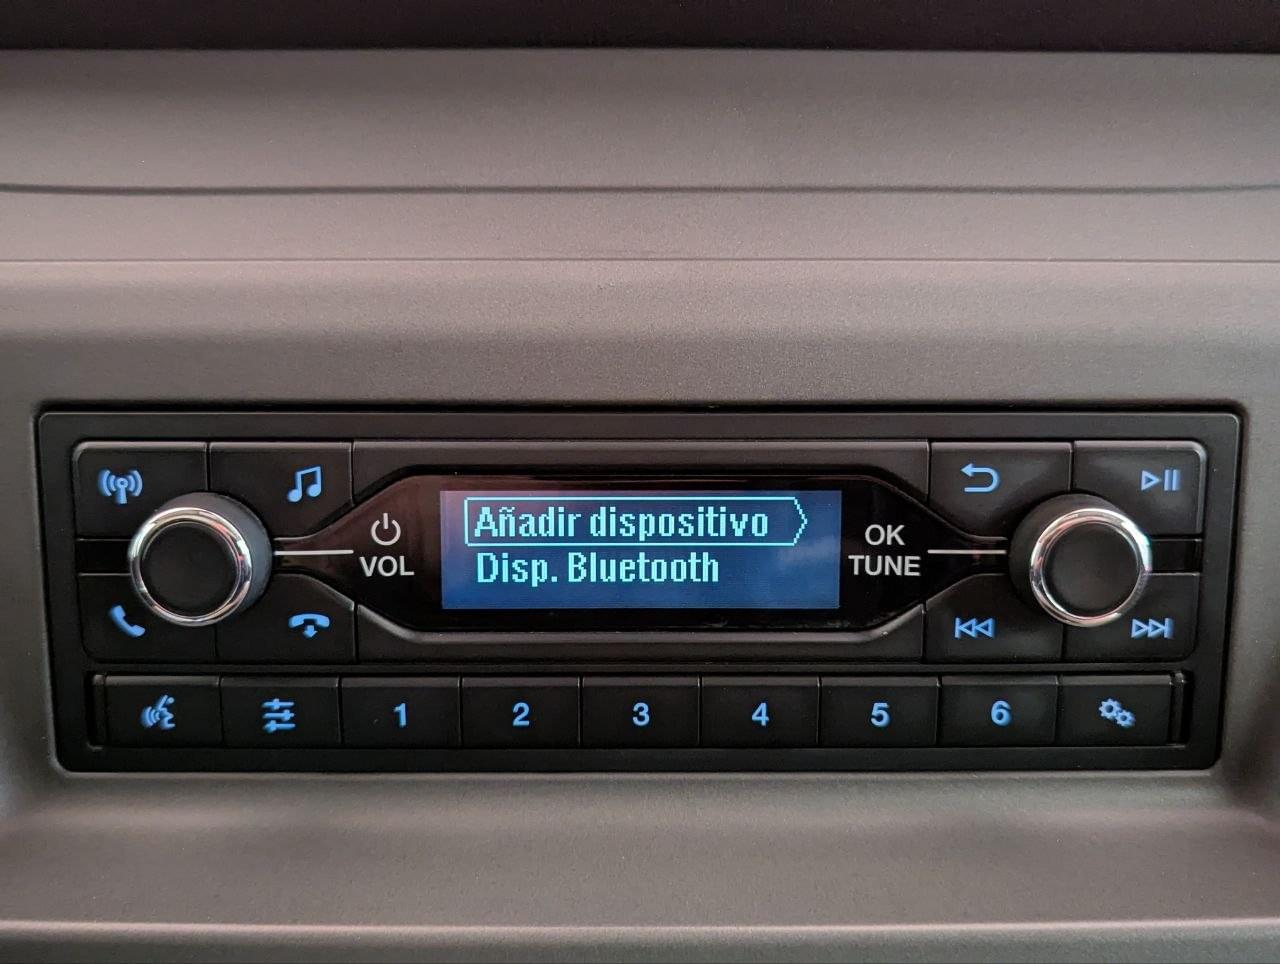 Añadir dispositivo
Disp. Bluetooth
VOL
OK
TUNE
1 2 3 4 5 6